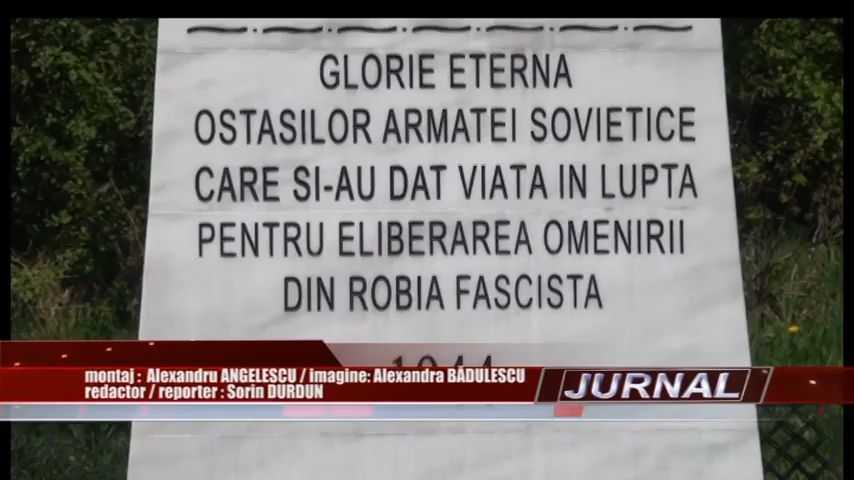 GLORIE ETERNA
OSTASILOR ARMATEI SOVIETICE
CARE SI-AU DAT VIATA IN LUPTA
PENTRU ELIBERAREA OMENIRII
DIN ROBIA FASCISTA
montaj : Alexandru ANGELESCU / imagine: Alexandra BĂDULESCU
redactor / reporter : Sorin DURDUN
JURNAL